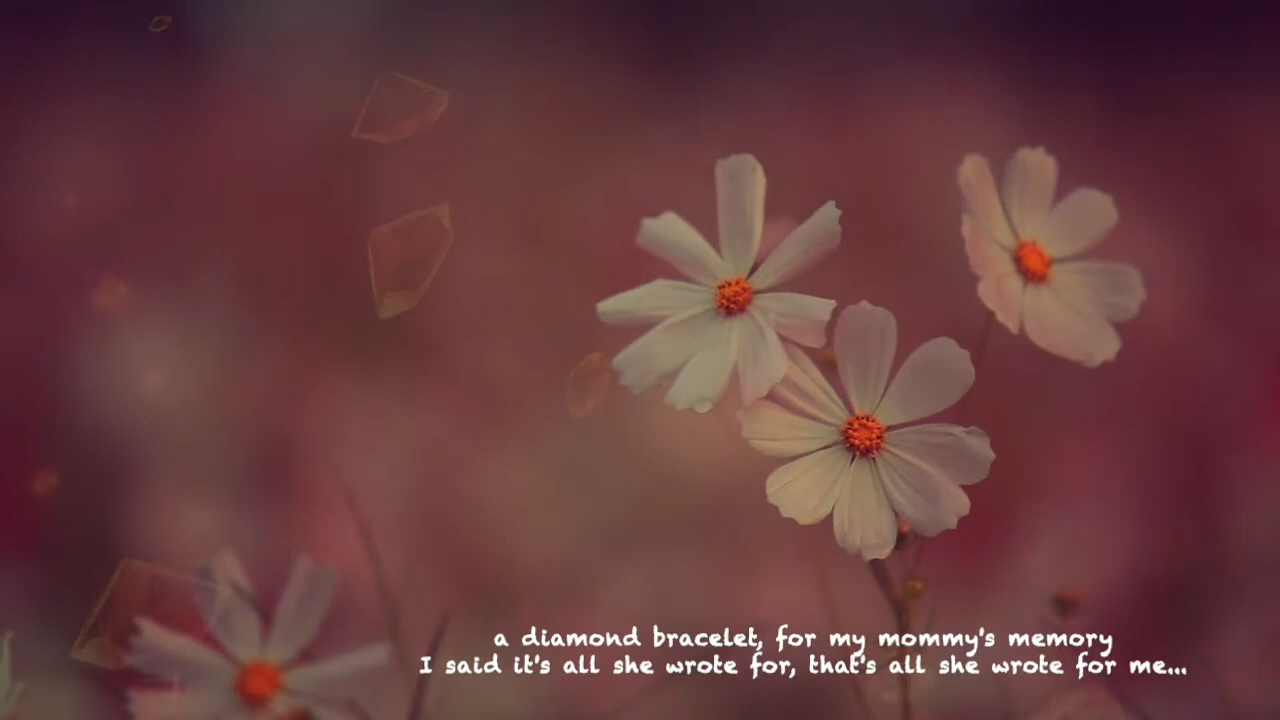 a diamond bracelet, for my mommy's memory
I said it's all she wrote for, that's all she wrote for me...